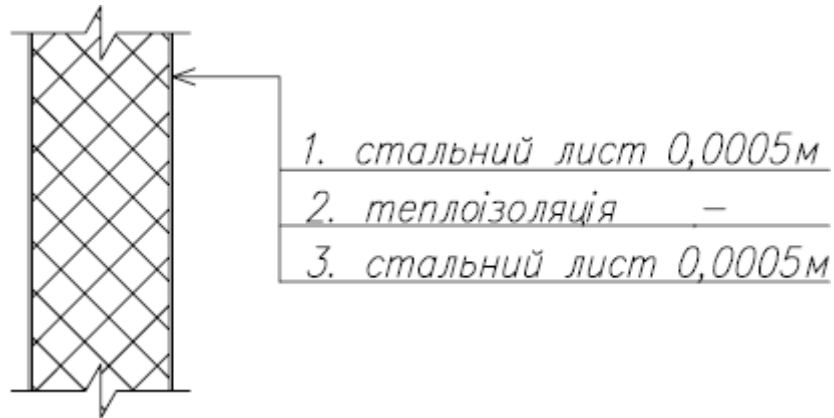 1. стальний лист 0,0005м
2. теплоізоляція –
3. стальний лист 0,0005м